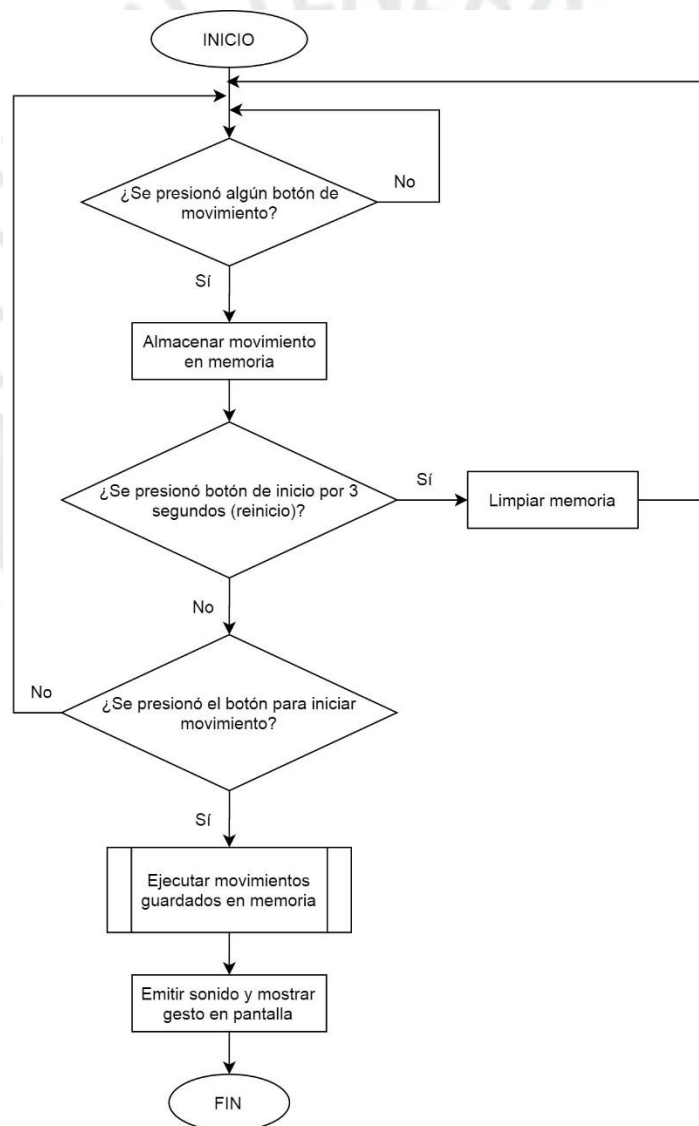 INICIO
¿Se presionó algún botón de
movimiento?
No
Sí
Almacenar movimiento
en memoria
¿Se presionó botón de inicio por 3
segundos (reinicio)?
Sí
Limpiar memoria
No
¿Se presionó el botón para iniciar
movimiento?
No
Sí
Ejecutar movimientos
guardados en memoria
Emitir sonido y mostrar
gesto en pantalla
FIN